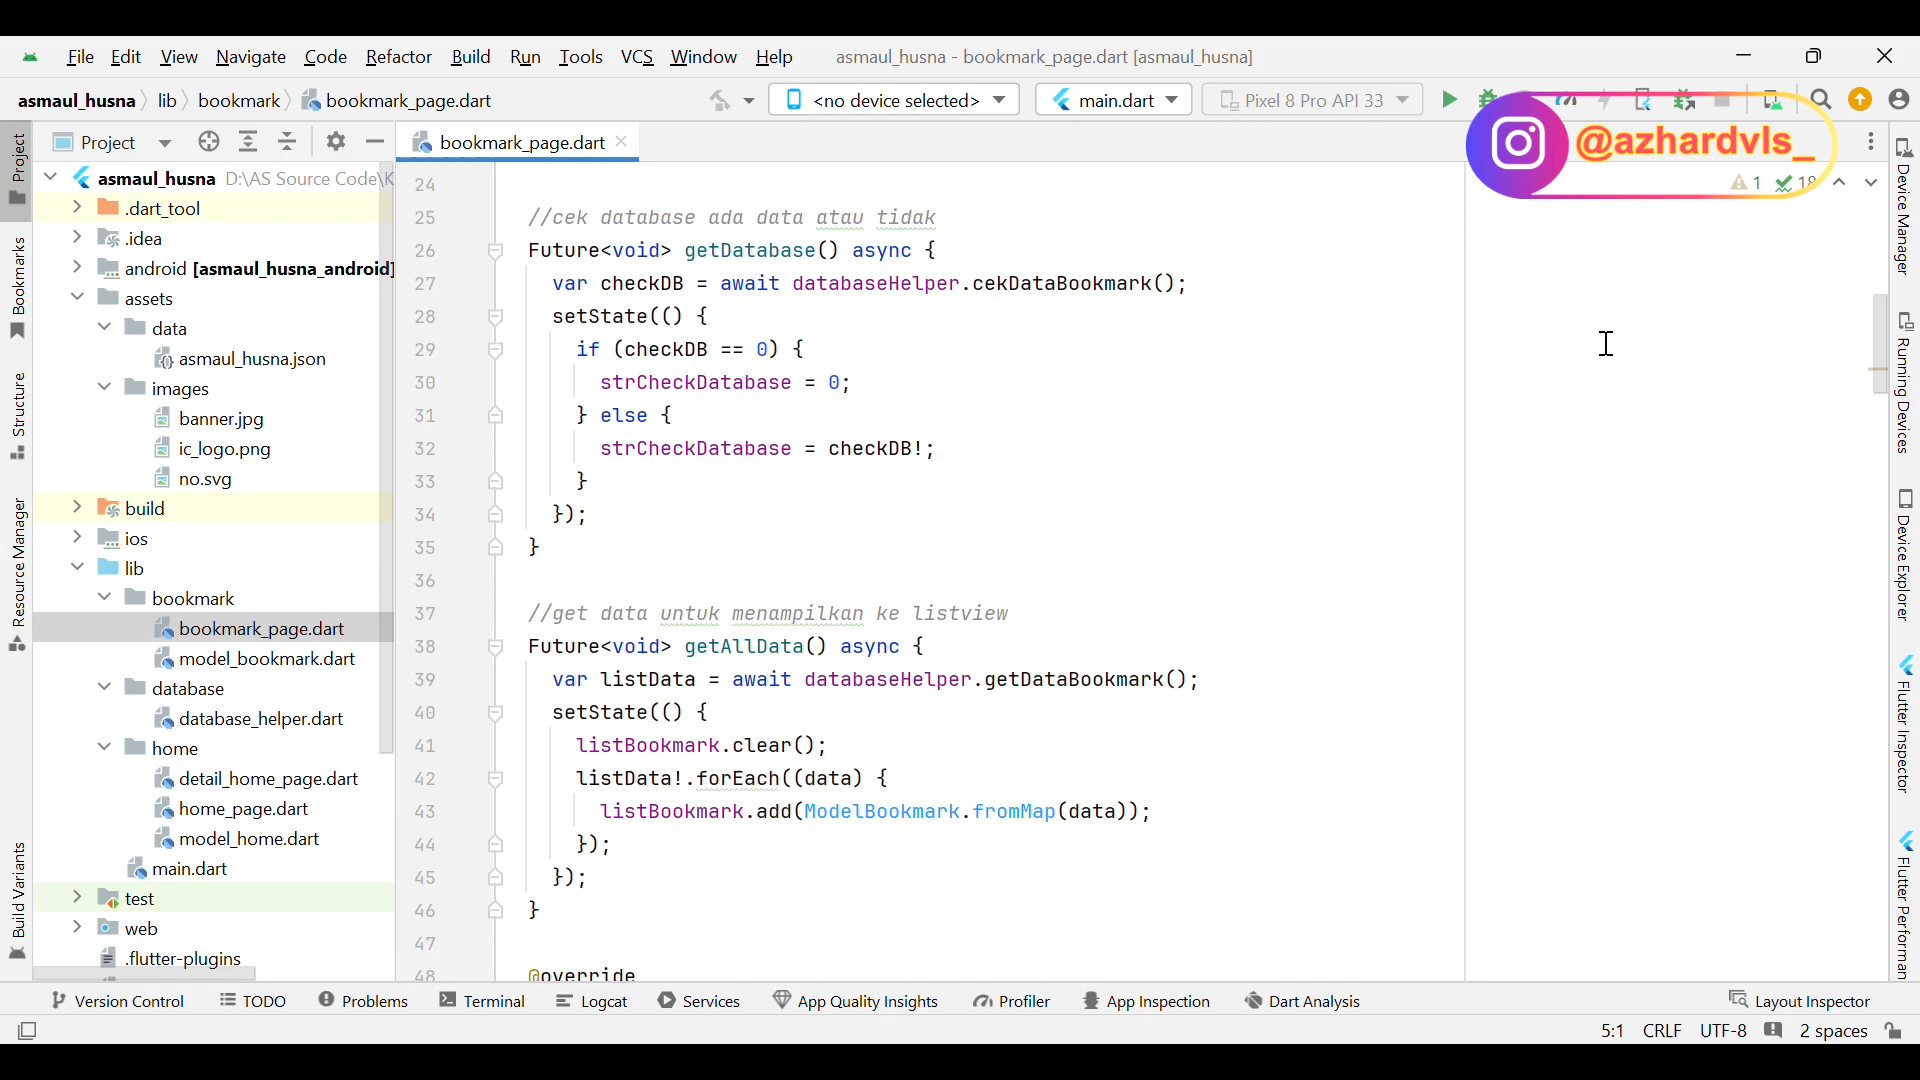 File Edit View Navigate Code Refactor Build Run Tools VCS Window Help asmaul_husna - bookmark_page.dart [asmaul_husna]
asmaul_husna lib bookmark bookmark_page.dart <no device selected> main.dart Pixel 8 Pro API 33
@azhardvls_
Project bookmark_page.dart
asmaul_husna D:\AS Source Code\K
.dart_tool
.idea
android [asmaul_husna_android]
assets
data
asmaul_husna.json
images
banner.jpg
ic_logo.png
no.svg
build
ios
lib
bookmark
bookmark_page.dart
model_bookmark.dart
database
database_helper.dart
home
detail_home_page.dart
home_page.dart
model_home.dart
main.dart
test
web
.flutter-plugins
1
24
25 //cek database ada data atau tidak
26 Future<void> getDatabase() async {
27 var checkDB = await databaseHelper.cekDataBookmark();
28 setState(() {
29 if (checkDB == 0) {
30 strCheckDatabase = 0;
31 } else {
32 strCheckDatabase = checkDB!;
33 }
34 });
35 }
36
37 //get data untuk menampilkan ke listview
38 Future<void> getAllData() async {
39 var listData = await databaseHelper.getDataBookmark();
40 setState(() {
41 listBookmark.clear();
42 listData!.forEach((data) {
43 listBookmark.add(ModelBookmark.fromMap(data));
44 });
45 });
46 }
47
48 @override
Project
Bookmarks
Structure
Resource Manager
Build Variants
Device Manager
Running Devices
Device Explorer
Flutter Inspector
Flutter Performan
Version Control TODO Problems Terminal Logcat Services App Quality Insights Profiler App Inspection Dart Analysis Layout Inspector
5:1 CRLF UTF-8 2 spaces